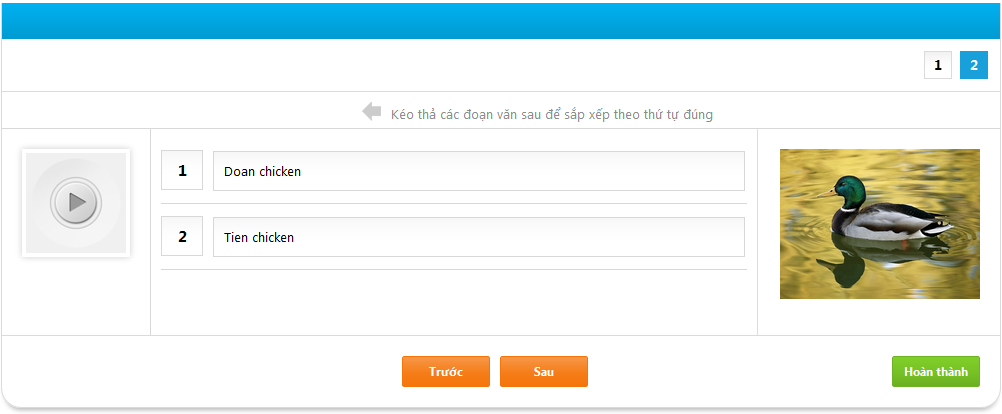 1 2
Kéo thả các đoạn văn sau để sắp xếp theo thứ tự đúng
1 Doan chicken
2 Tien chicken
Trước Sau Hoàn thành